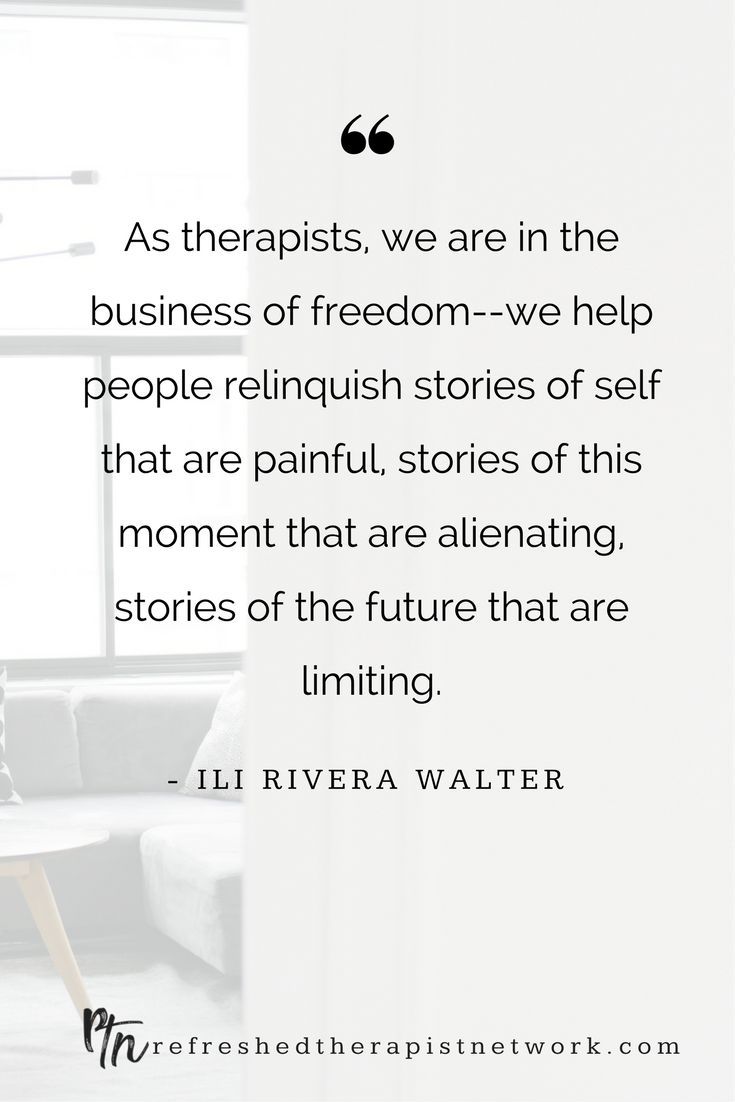 ❝
As therapists, we are in the
business of freedom--we help
people relinquish stories of self
that are painful, stories of this
moment that are alienating,
stories of the future that are
limiting.
- ILI RIVERA WALTER
rtn refreshedtherapistnetwork.com